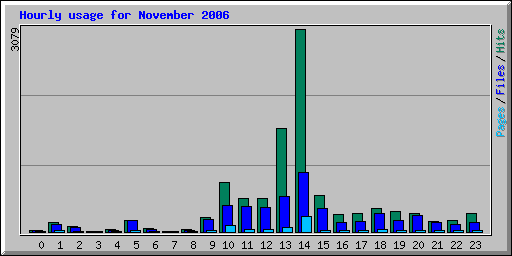 Hourly usage for November 2006
3079
Pages/Files/Hits
0 1 2 3 4 5 6 7 8 9 10 11 12 13 14 15 16 17 18 19 20 21 22 23